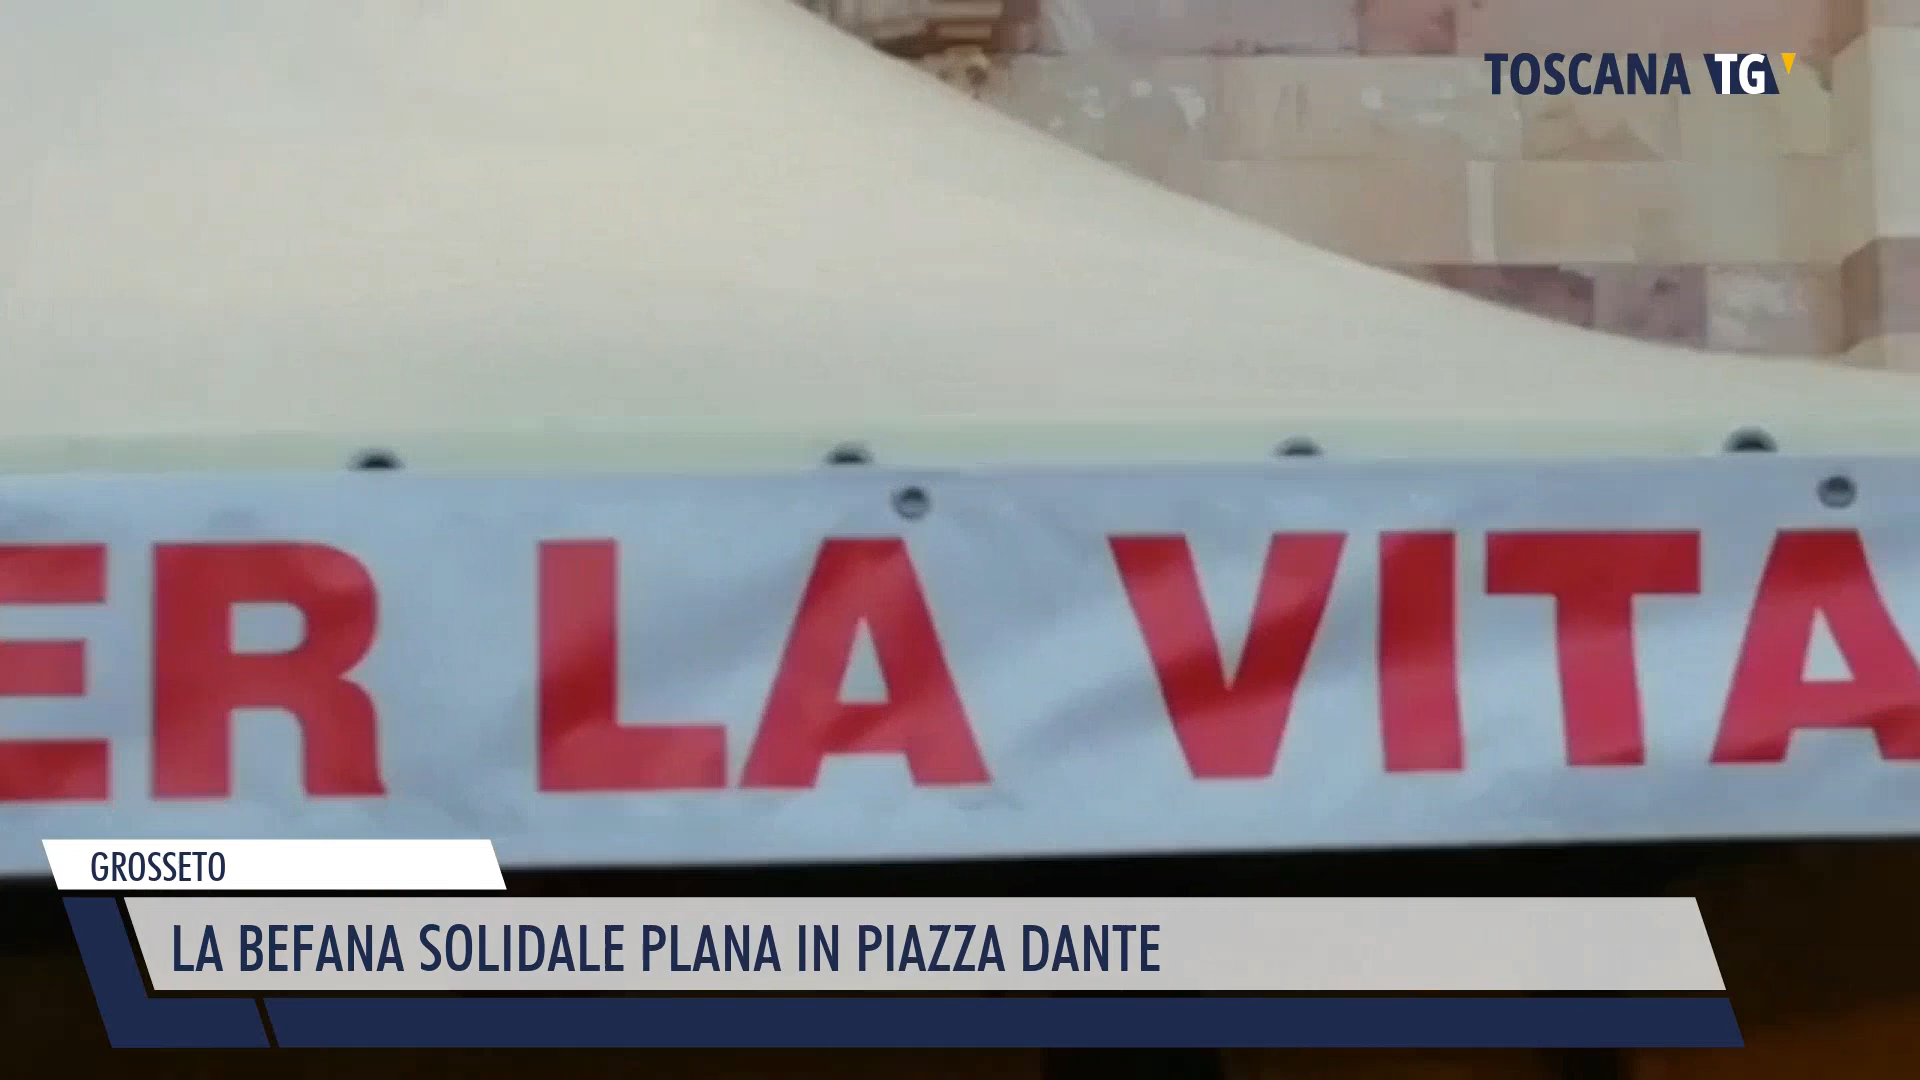 TOSCANA TG
ER LA VITA
GROSSETO
LA BEFANA SOLIDALE PLANA IN PIAZZA DANTE